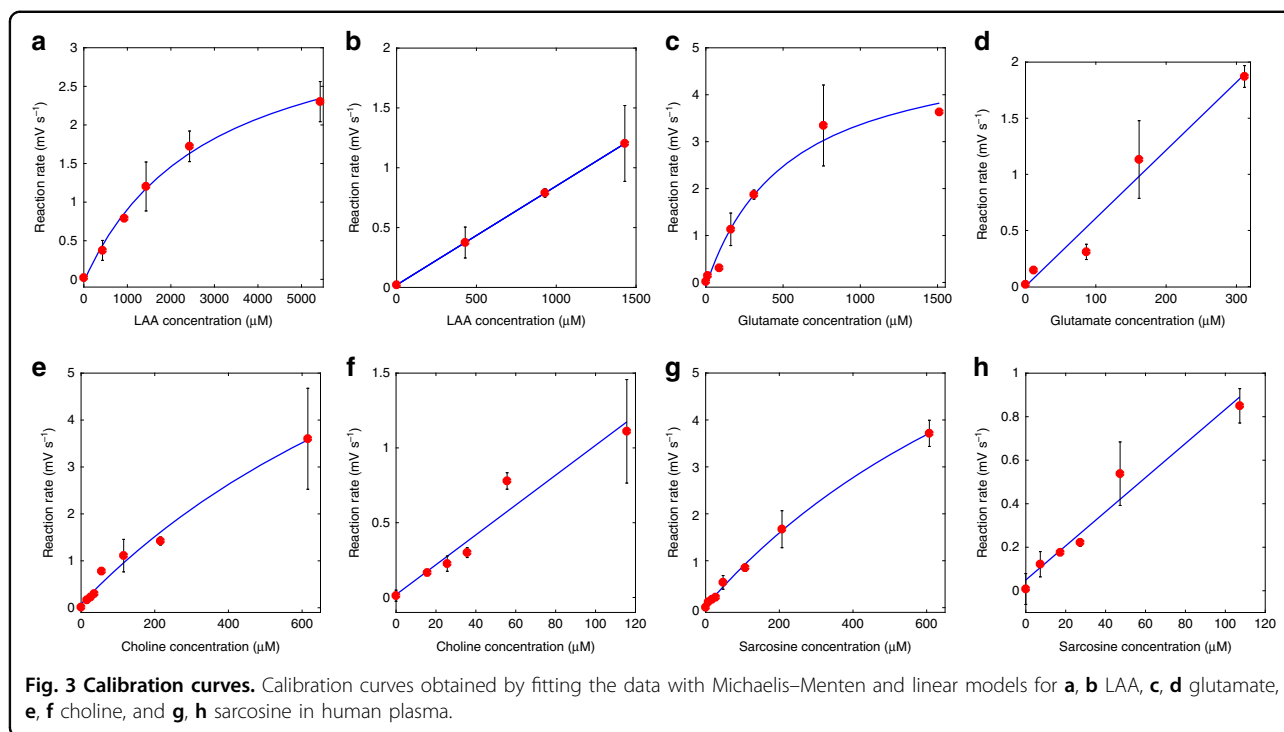 a
b
c
d
3
2.5
2
1.5
1
0.5
0
0 1000 2000 3000 4000 5000
LAA concentration (μM)
Reaction rate (mV s⁻¹)
2
1.5
1
0.5
0
0 500 1000 1500
LAA concentration (μM)
Reaction rate (mV s⁻¹)
5
4
3
2
1
0
0 500 1000 1500
Glutamate concentration (μM)
Reaction rate (mV s⁻¹)
2
1.5
1
0.5
0
0 100 200 300
Glutamate concentration (μM)
Reaction rate (mV s⁻¹)
e
f
g
h
5
4
3
2
1
0
0 200 400 600
Choline concentration (μM)
Reaction rate (mV s⁻¹)
1.5
1
0.5
0
0 20 40 60 80 100 120
Choline concentration (μM)
Reaction rate (mV s⁻¹)
5
4
3
2
1
0
0 200 400 600
Sarcosine concentration (μM)
Reaction rate (mV s⁻¹)
1
0.8
0.6
0.4
0.2
0
0 20 40 60 80 100 120
Sarcosine concentration (μM)
Reaction rate (mV s⁻¹)
Fig. 3 Calibration curves. Calibration curves obtained by fitting the data with Michaelis–Menten and linear models for a, b LAA, c, d glutamate,
e, f choline, and g, h sarcosine in human plasma.